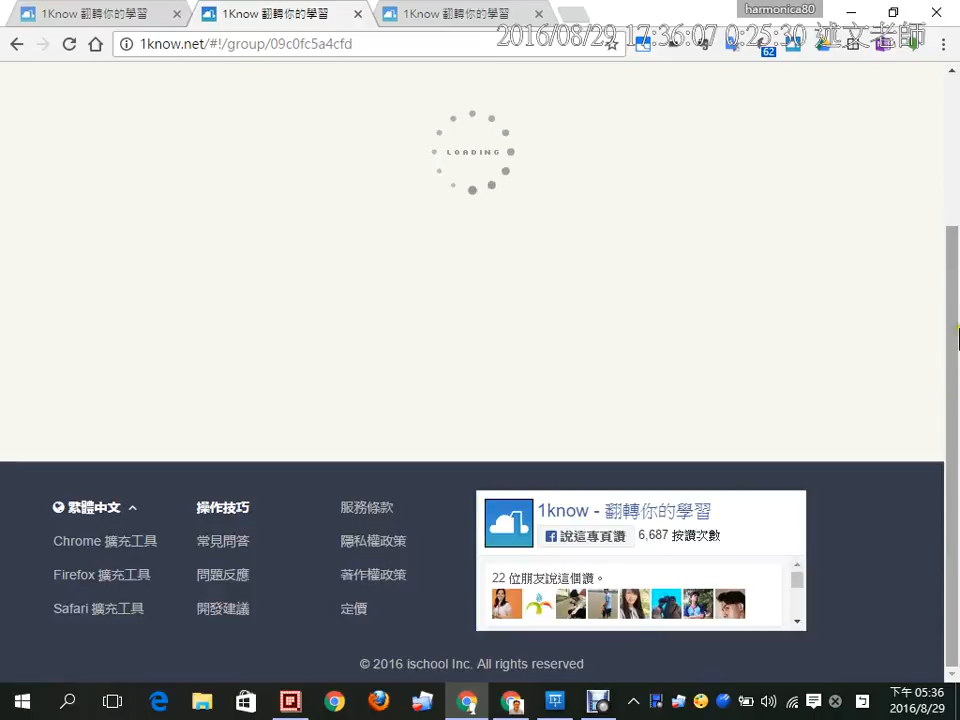 1Know 翻轉你的學習
1Know 翻轉你的學習
1Know 翻轉你的學習
harmonica80
1know.net/#!/group/09c0fc5a4cfd
2016/08/29 17:36:07 0:25:30 述文老師
62
LOADING
繁體中文
操作技巧
服務條款
Chrome 擴充工具
常見問答
隱私權政策
Firefox 擴充工具
問題反應
著作權政策
Safari 擴充工具
開發建議
定價
1know - 翻轉你的學習
說這專頁讚
6,687 按讚次數
22 位朋友說這個讚。
© 2016 ischool Inc. All rights reserved
下午 05:36
2016/8/29